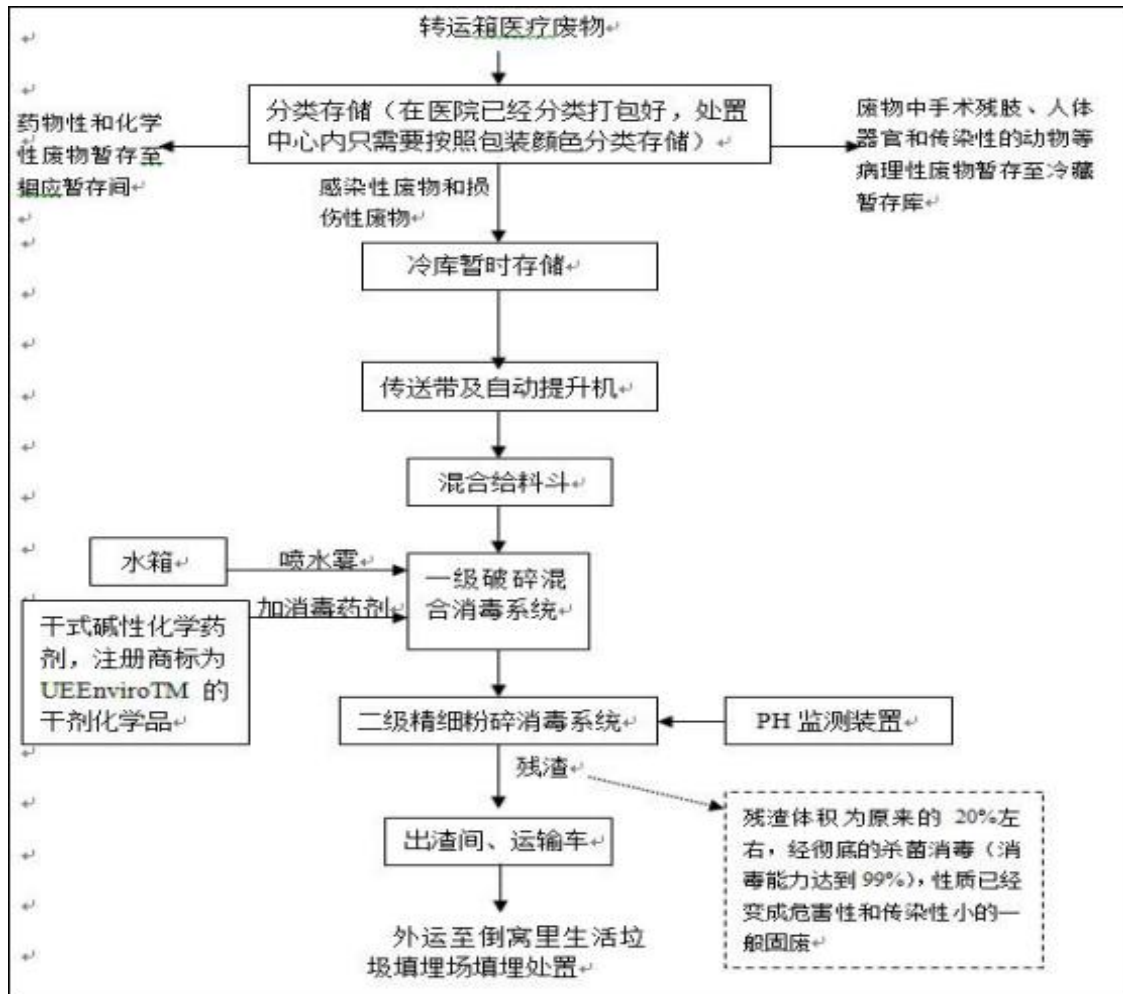 转运箱医疗废物
分类存储（在医院已经分类打包好，处置
中心内只需要按照包装颜色分类存储）
药物性和化学
性废物暂存至
相应暂存间
废物中手术残肢、人体
器官和传染性的动物等
病理性废物暂存至冷藏
暂存库
感染性废物和损
伤性废物
冷库暂时存储
传送带及自动提升机
混合给料斗
水箱
喷水雾
一级破碎混
合消毒系统
加消毒药剂
干式碱性化学药
剂，注册商标为
UEEnviroTM 的
干剂化学品
二级精细粉碎消毒系统
PH 监测装置
残渣
残渣体积为原来的 20%左
右，经彻底的杀菌消毒（消
毒能力达到 99%），性质已经
变成危害性和传染性小的一
般固废
出渣间、运输车
外运至倒窝里生活垃
圾填埋场填埋处置